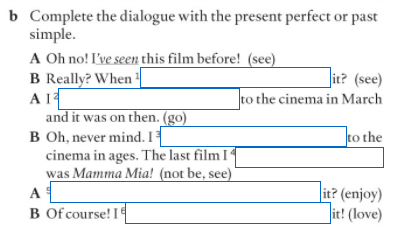 b Complete the dialogue with the present perfect or past
simple.
A Oh no! I've seen this film before! (see)
B Really? When 1 it? (see)
A I 2 to the cinema in March
and it was on then. (go)
B Oh, never mind. I 3 to the
cinema in ages. The last film I 4
was Mamma Mia! (not be, see)
A 5 it? (enjoy)
B Of course! I 6 it! (love)